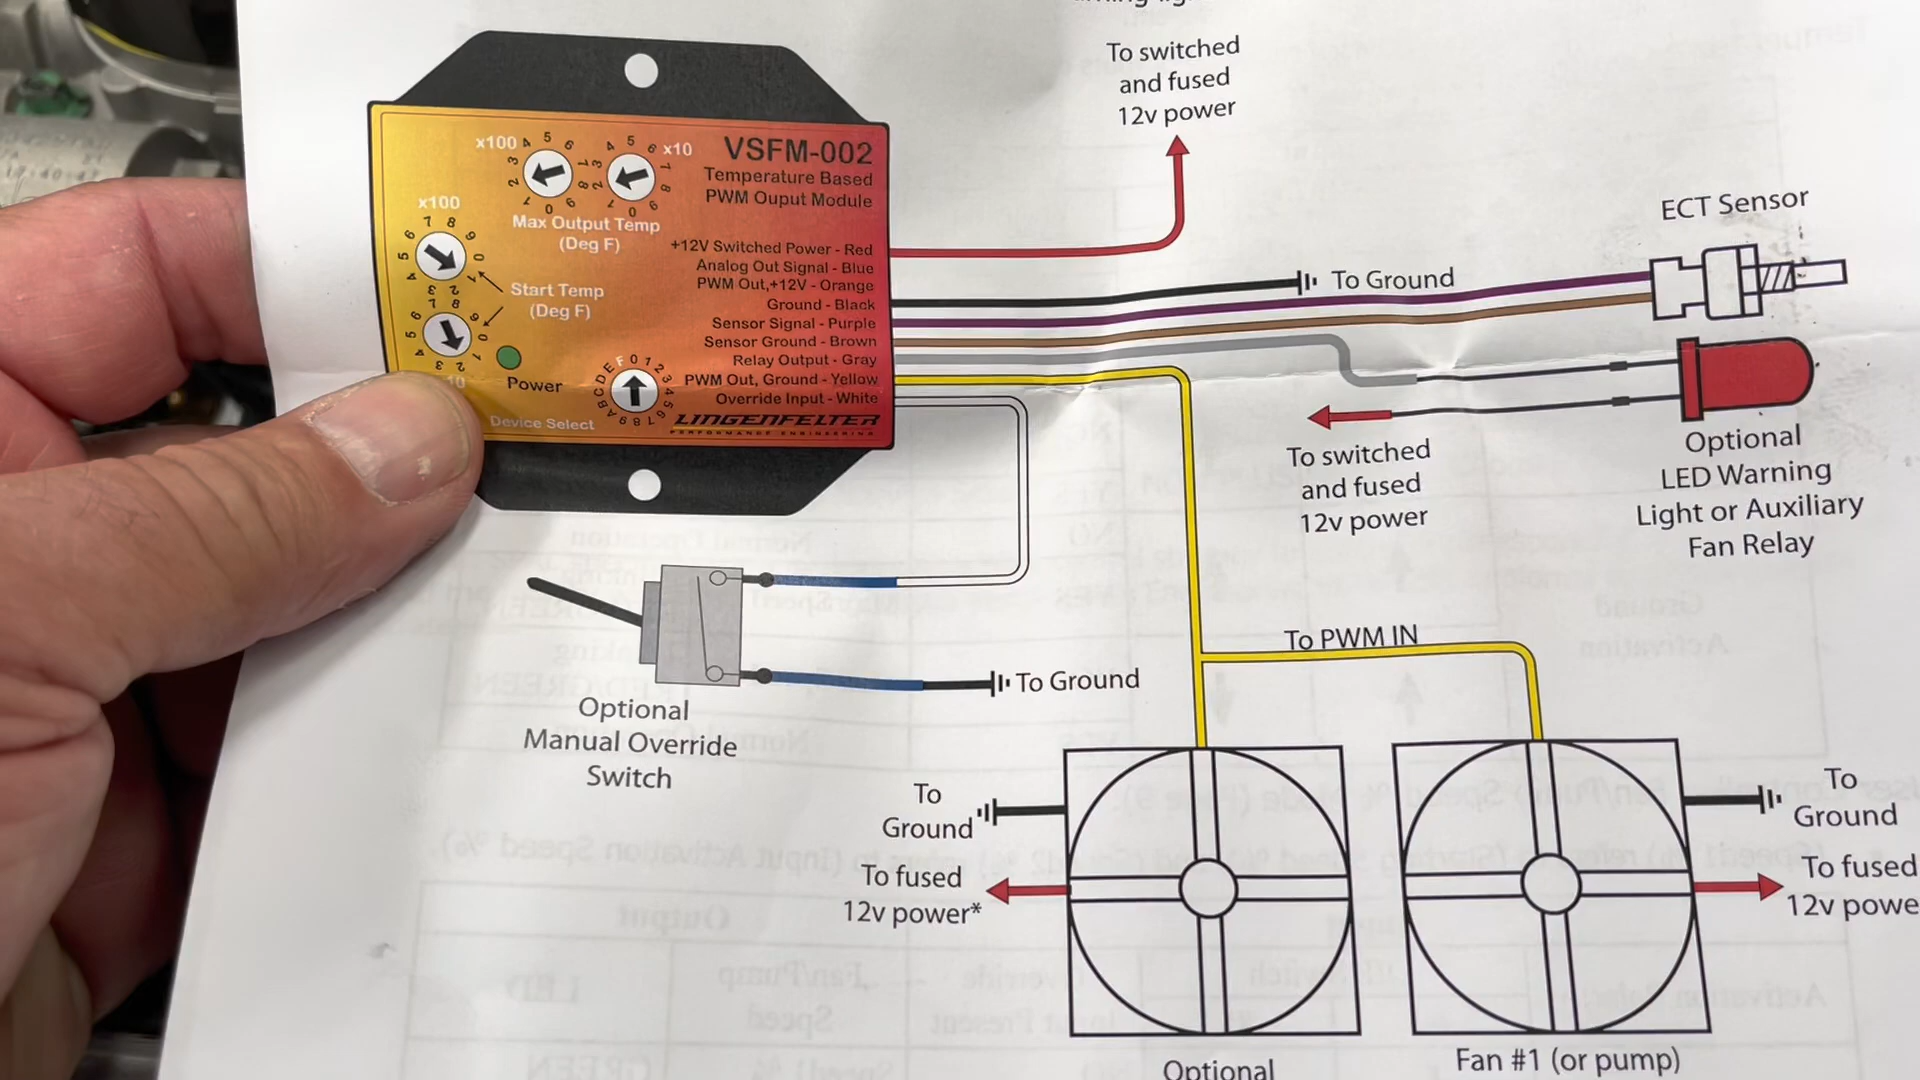 To switched
and fused
12v power
x100
x10
VSFM-002
Temperature Based
PWM Ouput Module
Max Output Temp
(Deg F)
x100
Start Temp
(Deg F)
+12V Switched Power - Red
Analog Out Signal - Blue
PWM Out,+12V - Orange
Ground - Black
Sensor Signal - Purple
Sensor Ground - Brown
Relay Output - Gray
PWM Out, Ground - Yellow
Override Input - White
Power
Device Select
LINGENFELTER
PERFORMANCE ENGINEERING
To Ground
ECT Sensor
To switched
and fused
12v power
Optional
LED Warning
Light or Auxiliary
Fan Relay
Optional
Manual Override
Switch
To Ground
To PWM IN
To
Ground
To fused
12v power*
To
Ground
To fused
12v powe
Optional
Fan #1 (or pump)